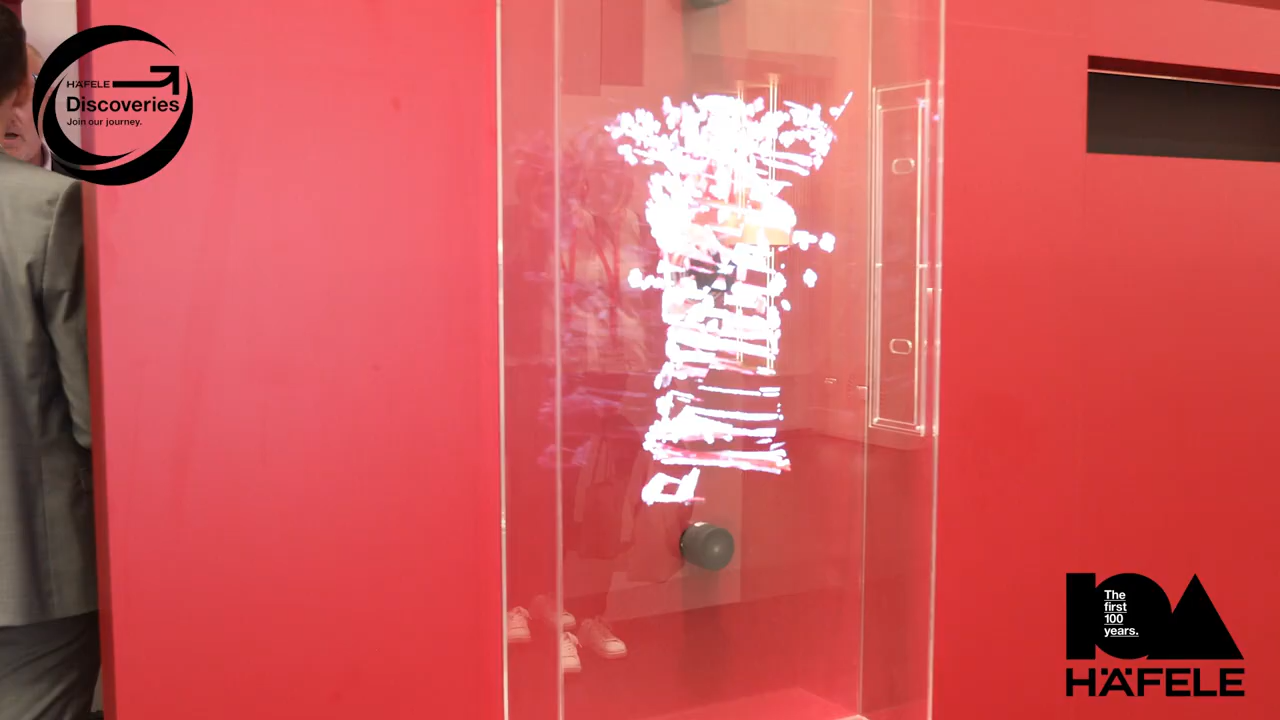 HÄFELE
Discoveries
Join our journey.
The
first
100
years.
HÄFELE